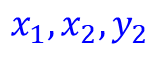 x₁, x₂, y₂